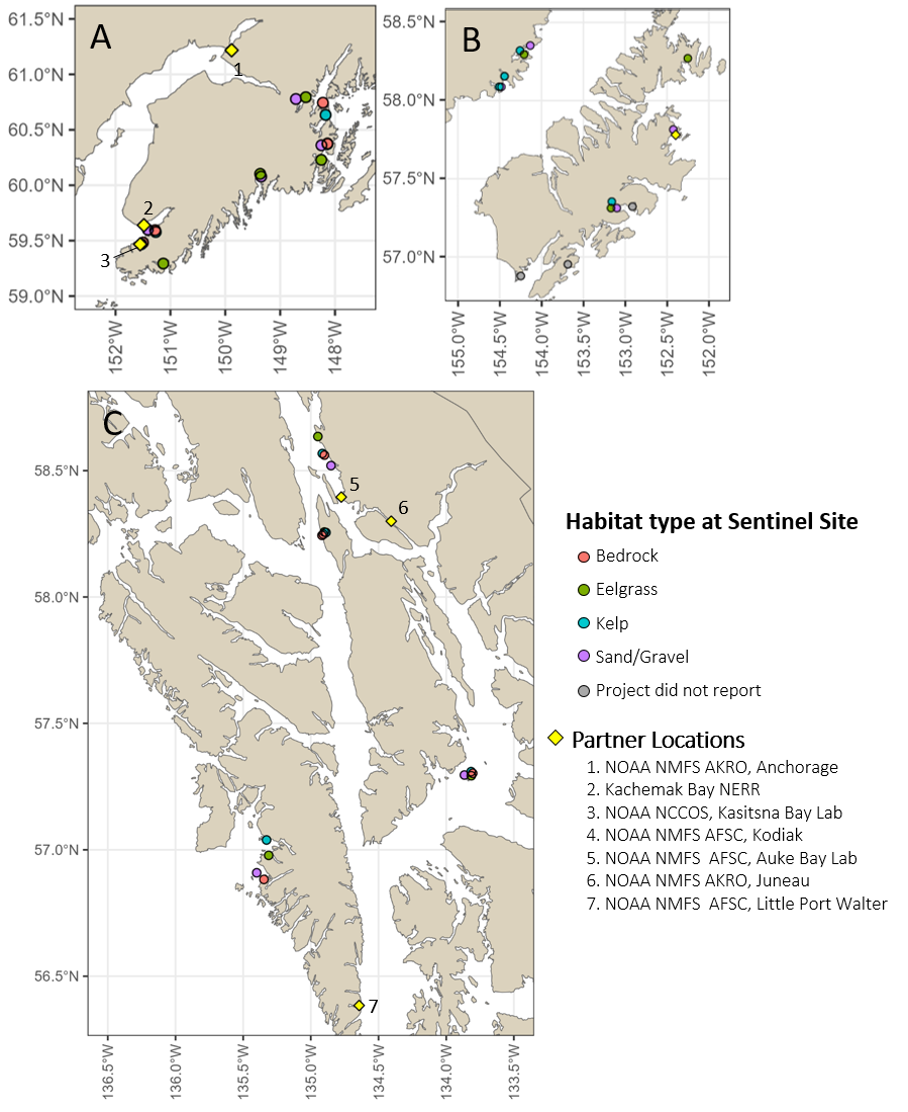 A
61.5°N
61.0°N
60.5°N
60.0°N
59.5°N
59.0°N
1
2
3
152°W
151°W
150°W
149°W
148°W
B
58.5°N
58.0°N
57.5°N
57.0°N
155.0°W
154.5°W
154.0°W
153.5°W
153.0°W
152.5°W
152.0°W
C
58.5°N
58.0°N
57.5°N
57.0°N
56.5°N
5
6
7
136.5°W
136.0°W
135.5°W
135.0°W
134.5°W
134.0°W
133.5°W
Habitat type at Sentinel Site
Bedrock
Eelgrass
Kelp
Sand/Gravel
Project did not report
Partner Locations
1. NOAA NMFS AKRO, Anchorage
2. Kachemak Bay NERR
3. NOAA NCCOS, Kasitsna Bay Lab
4. NOAA NMFS AFSC, Kodiak
5. NOAA NMFS  AFSC, Auke Bay Lab
6. NOAA NMFS AKRO, Juneau
7. NOAA NMFS  AFSC, Little Port Walter